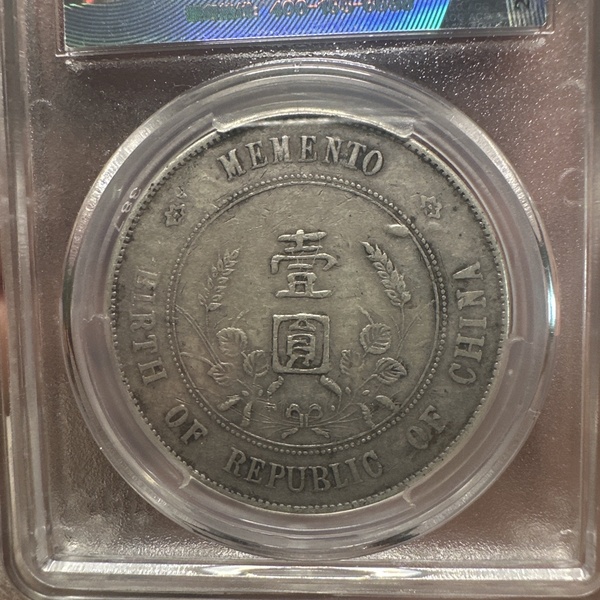 MEMENTO
壹
圓
BIRTH OF REPUBLIC OF CHINA